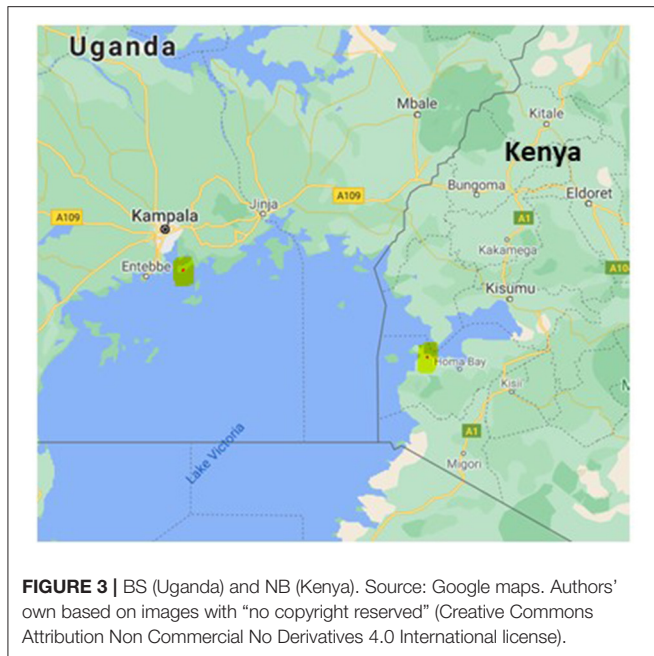 Uganda
Mbale
Kitale
Kenya
Bungoma
Eldoret
A109
Jinja
A1
A109
Kampala
Kakamega
Entebbe
A10
Kisumu
Homa Bay
Kisii
A1
M
Lake Victoria
Migori
FIGURE 3 | BS (Uganda) and NB (Kenya). Source: Google maps. Authors’
own based on images with “no copyright reserved” (Creative Commons
Attribution Non Commercial No Derivatives 4.0 International license).